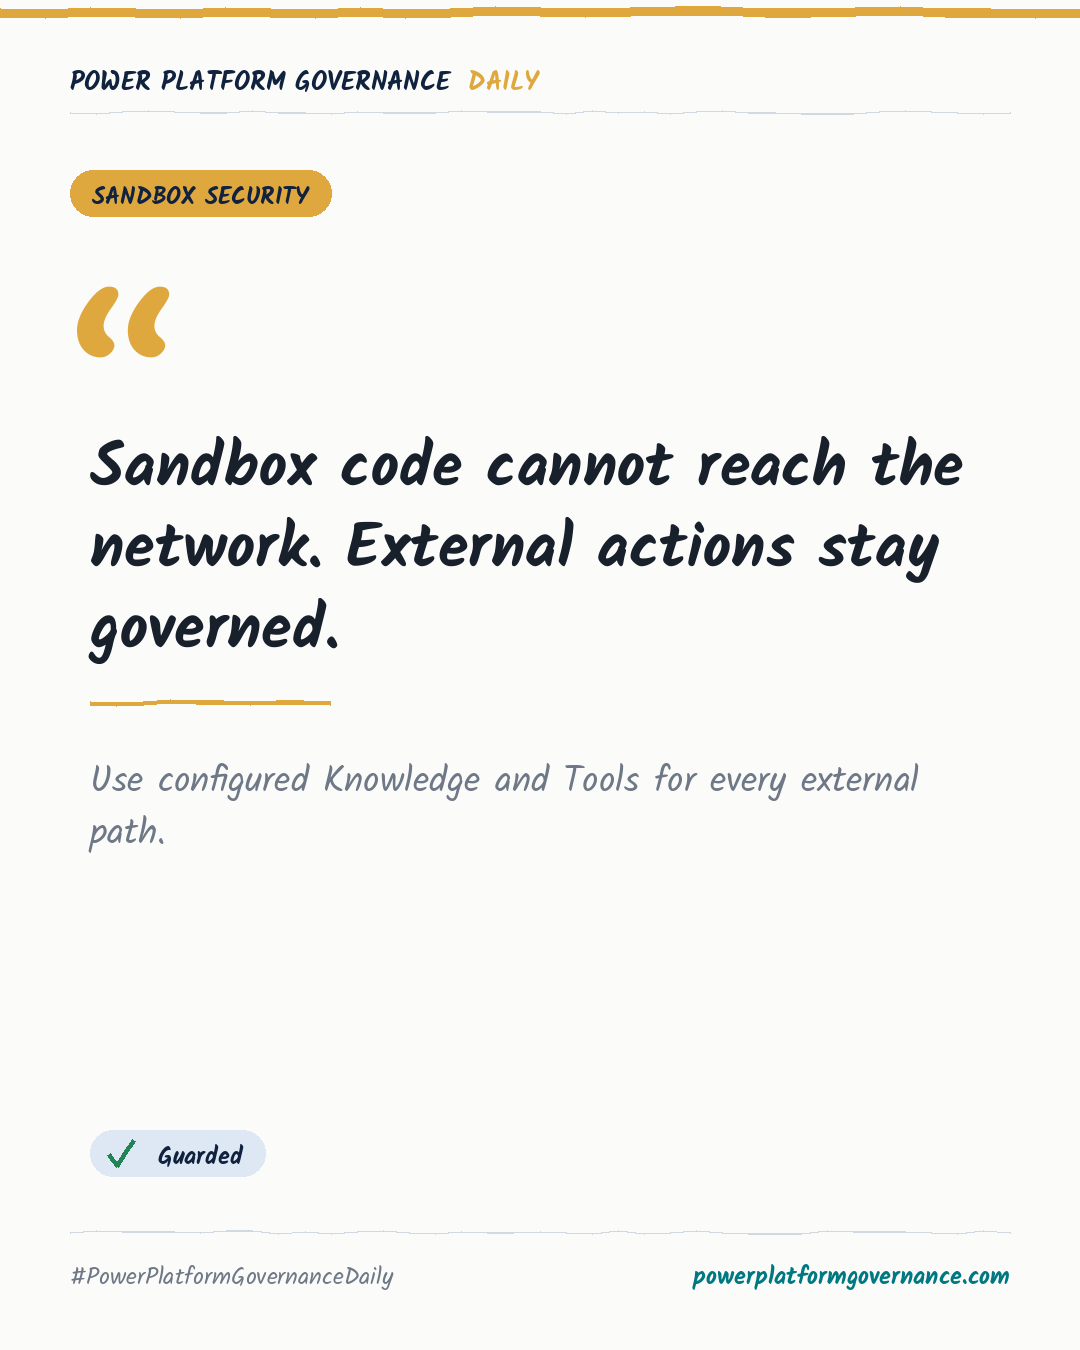 POWER PLATFORM GOVERNANCE DAILY
SANDBOX SECURITY
“
Sandbox code cannot reach the
network. External actions stay
governed.
Use configured Knowledge and Tools for every external
path.
✓ Guarded
#PowerPlatformGovernanceDaily
powerplatformgovernance.com